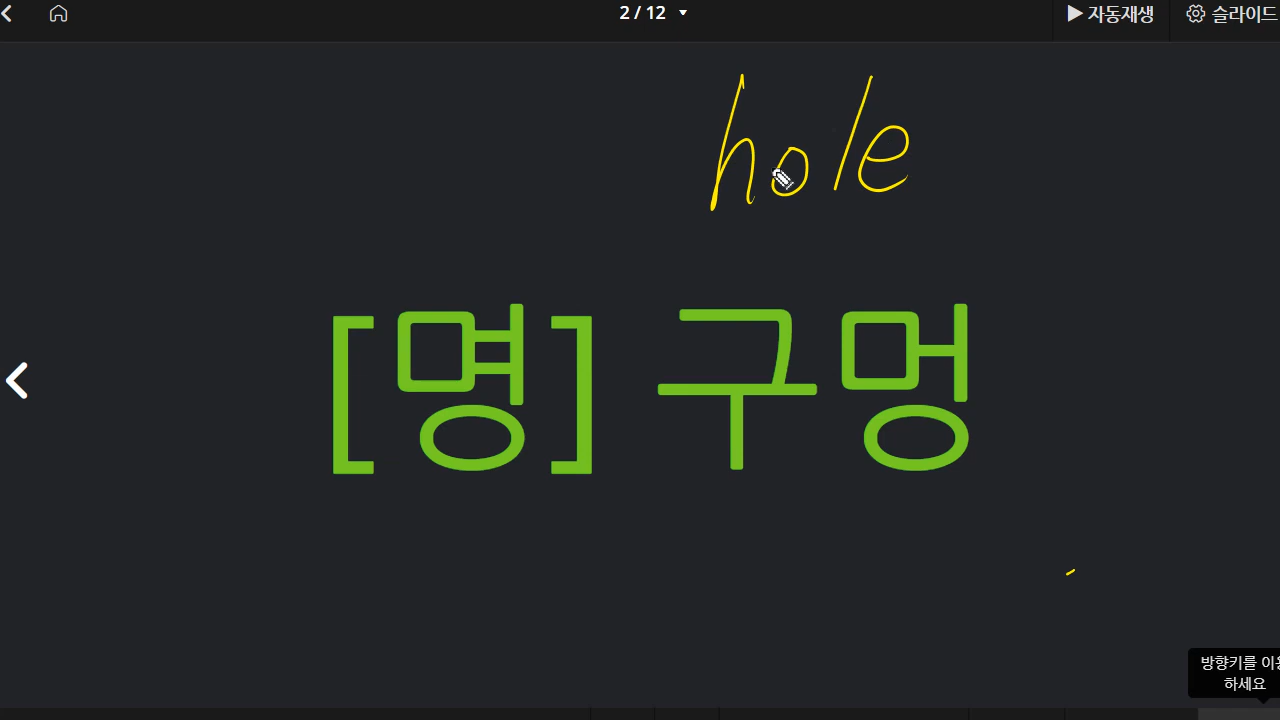 2 / 12
자동재생
슬라이드
hole
[명] 구멍
방향키를 이용
하세요